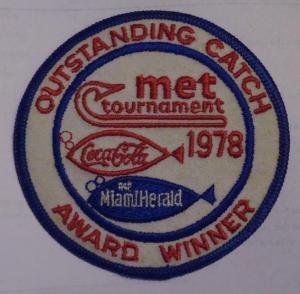 OUTSTANDING CATCH
met
tournament
1978
Coca-Cola
The
Miami Herald
AWARD WINNER